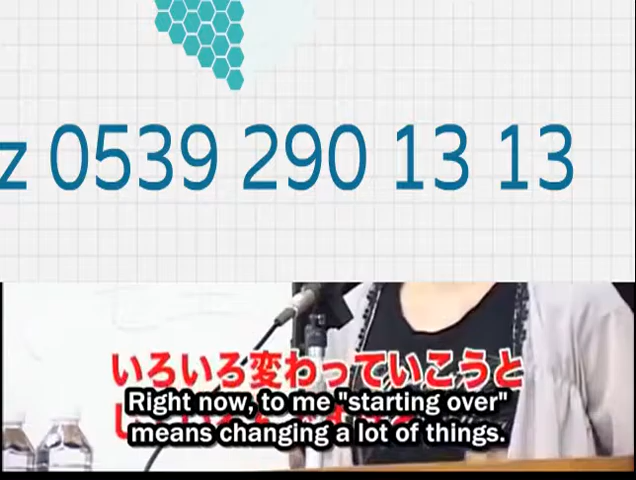 z 0539 290 13 13
いろいろ変わっていこうと
Right now, to me "starting over"
means changing a lot of things.